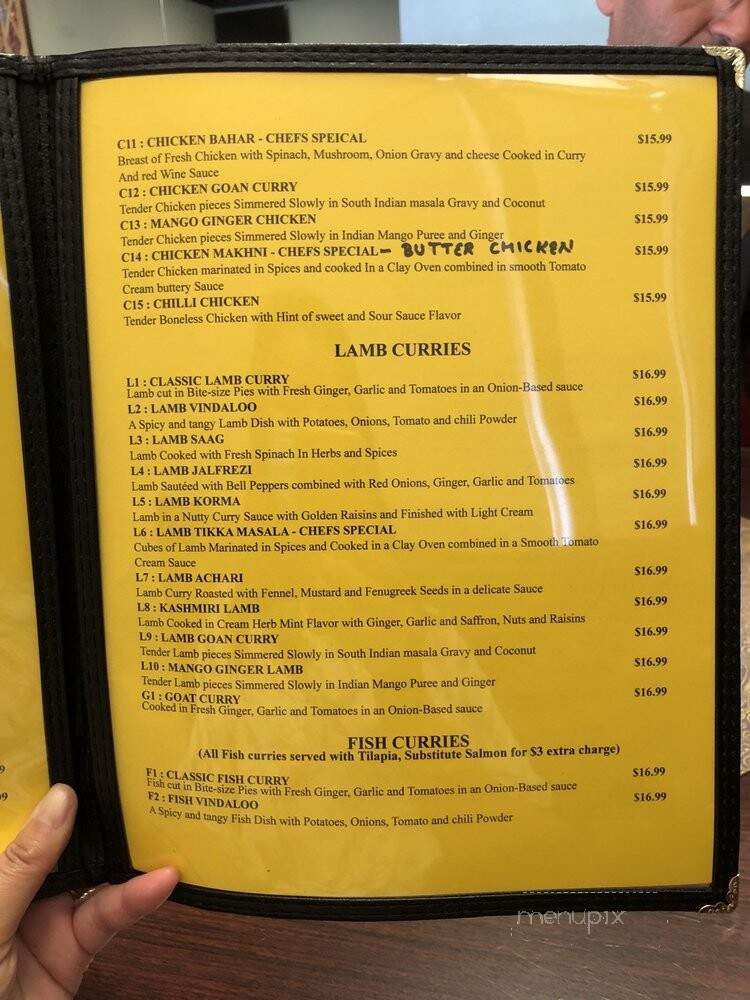 C11 : CHICKEN BAHAR - CHEFS SPEICAL $15.99
Breast of Fresh Chicken with Spinach, Mushroom, Onion Gravy and cheese Cooked in Curry
And red Wine Sauce
C12 : CHICKEN GOAN CURRY $15.99
Tender Chicken pieces Simmered Slowly in South Indian masala Gravy and Coconut
C13 : MANGO GINGER CHICKEN $15.99
Tender Chicken pieces Simmered Slowly in Indian Mango Puree and Ginger
C14 : CHICKEN MAKHNI - CHEFS SPECIAL - BUTTER CHICKEN $15.99
Tender Chicken marinated in Spices and cooked In a Clay Oven combined in smooth Tomato
Cream buttery Sauce
C15 : CHILLI CHICKEN $15.99
Tender Boneless Chicken with Hint of sweet and Sour Sauce Flavor
LAMB CURRIES
L1 : CLASSIC LAMB CURRY $16.99
Lamb cut in Bite-size Pies with Fresh Ginger, Garlic and Tomatoes in an Onion-Based sauce
L2 : LAMB VINDALOO $16.99
A Spicy and tangy Lamb Dish with Potatoes, Onions, Tomato and chili Powder
L3 : LAMB SAAG $16.99
Lamb Cooked with Fresh Spinach In Herbs and Spices
L4 : LAMB JALFREZI $16.99
Lamb Sautéed with Bell Peppers combined with Red Onions, Ginger, Garlic and Tomatoes
L5 : LAMB KORMA $16.99
Lamb in a Nutty Curry Sauce with Golden Raisins and Finished with Light Cream
L6 : LAMB TIKKA MASALA - CHEFS SPECIAL $16.99
Cubes of Lamb Marinated in Spices and Cooked in a Clay Oven combined in a Smooth Tomato
Cream Sauce
L7 : LAMB ACHARI $16.99
Lamb Curry Roasted with Fennel, Mustard and Fenugreek Seeds in a delicate Sauce
L8 : KASHMIRI LAMB $16.99
Lamb Cooked in Cream Herb Mint Flavor with Ginger, Garlic and Saffron, Nuts and Raisins
L9 : LAMB GOAN CURRY $16.99
Tender Lamb pieces Simmered Slowly in South Indian masala Gravy and Coconut
L10 : MANGO GINGER LAMB $16.99
Tender Lamb pieces Simmered Slowly in Indian Mango Puree and Ginger
G1 : GOAT CURRY $16.99
Cooked in Fresh Ginger, Garlic and Tomatoes in an Onion-Based sauce
FISH CURRIES
(All Fish curries served with Tilapia, Substitute Salmon for $3 extra charge)
F1 : CLASSIC FISH CURRY $16.99
Fish cut in Bite-size Pies with Fresh Ginger, Garlic and Tomatoes in an Onion-Based sauce
F2 : FISH VINDALOO $16.99
A Spicy and tangy Fish Dish with Potatoes, Onions, Tomato and chili Powder
menupix